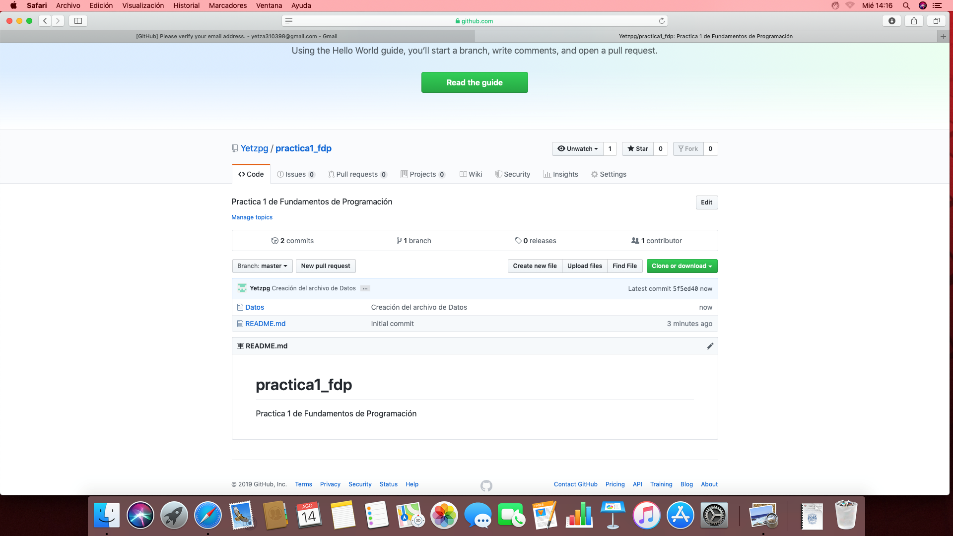 Safari Archivo Edición Visualización Historial Marcadores Ventana Ayuda Mié 14:16
github.com
[GitHub] Please verify your email address. - yetza310398@gmail.com - Gmail
Yetzpg/practica1_fdp: Practica 1 de Fundamentos de Programación
Using the Hello World guide, you'll start a branch, write comments, and open a pull request.
Read the guide
Yetzpg / practica1_fdp
Unwatch 1 Star 0 Fork 0
Code Issues 0 Pull requests 0 Projects 0 Wiki Security Insights Settings
Practica 1 de Fundamentos de Programación Edit
Manage topics
2 commits 1 branch 0 releases 1 contributor
Branch: master New pull request Create new file Upload files Find File Clone or download
Yetzpg Creación del archivo de Datos ... Latest commit 5f5ed40 now
Datos Creación del archivo de Datos now
README.md Initial commit 3 minutes ago
README.md
practica1_fdp
Practica 1 de Fundamentos de Programación
© 2019 GitHub, Inc. Terms Privacy Security Status Help Contact GitHub Pricing API Training Blog About
14